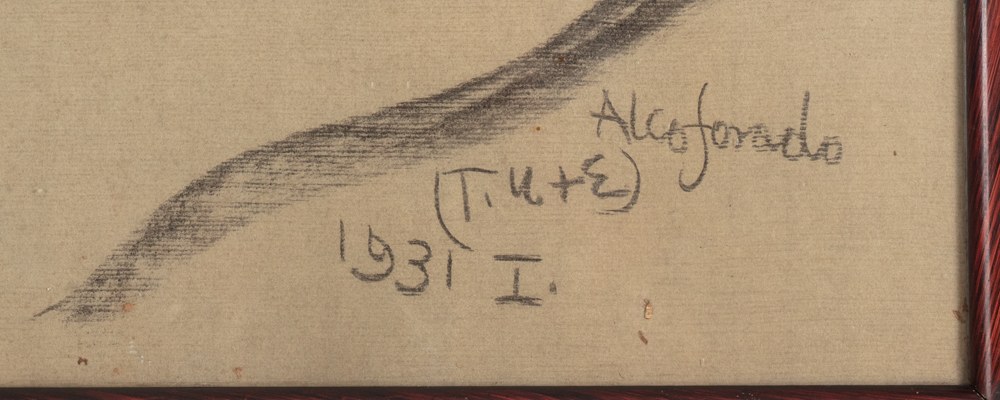 Alcoforado
(T.K+E)
1931 I.